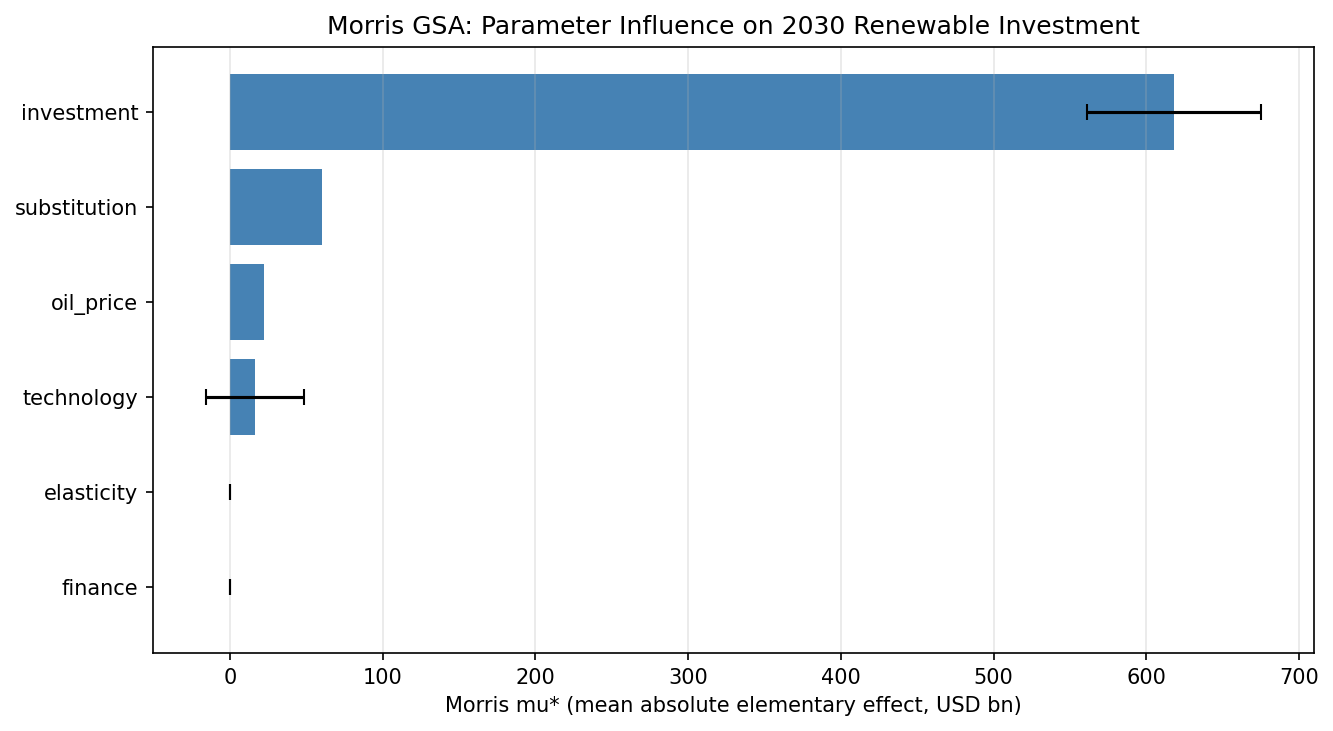 Morris GSA: Parameter Influence on 2030 Renewable Investment
investment
substitution
oil_price
technology
elasticity
finance
0 100 200 300 400 500 600 700
Morris mu* (mean absolute elementary effect, USD bn)